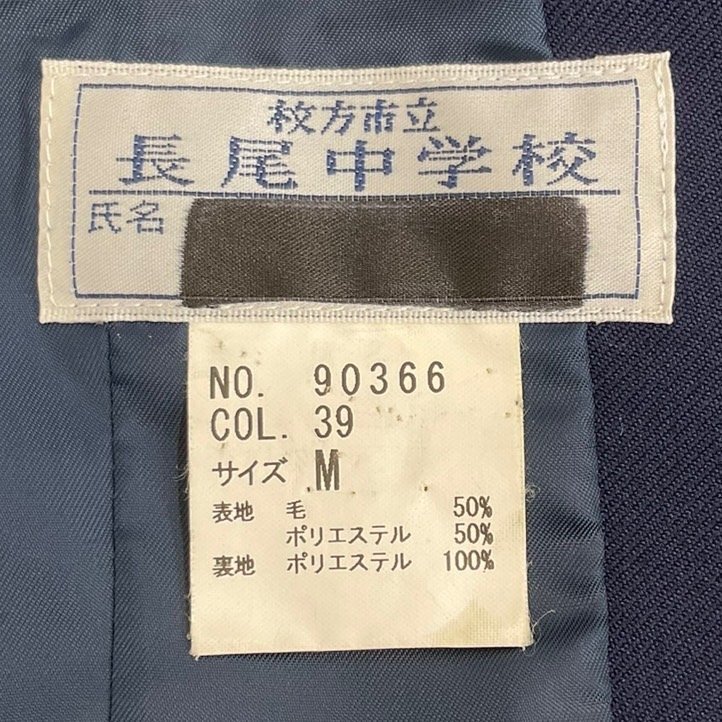 枚方市立
長尾中学校
氏名
NO. 90366
COL. 39
サイズ M
表地 毛 50%
ポリエステル 50%
裏地 ポリエステル 100%